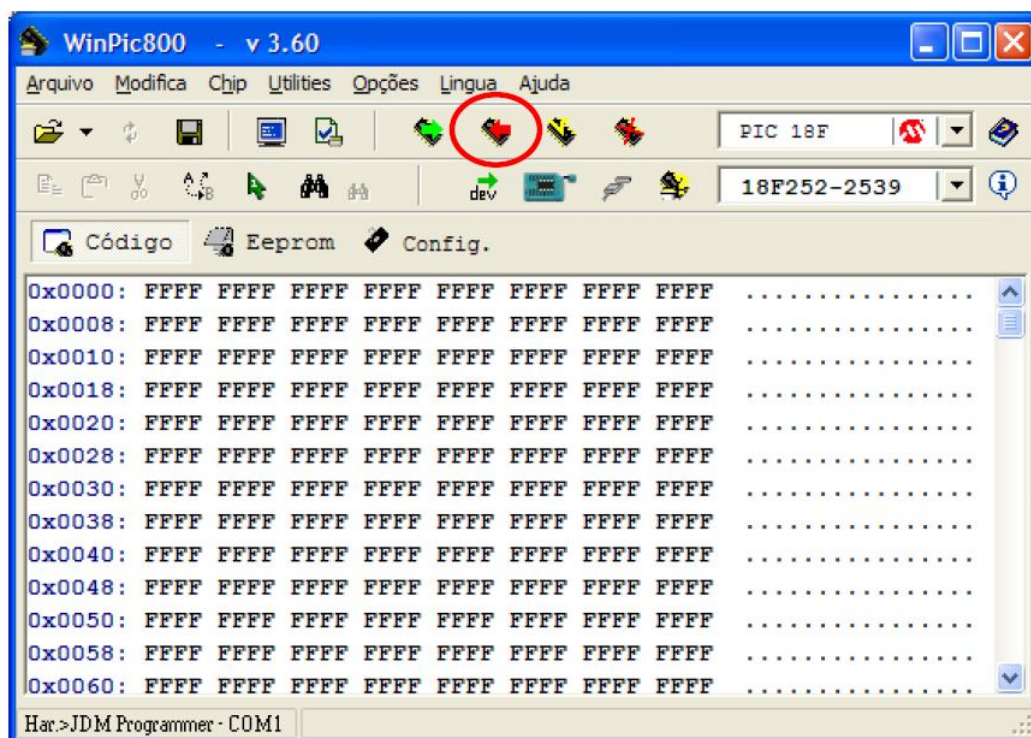 WinPic800 - v 3.60
Arquivo Modifica Chip Utilities Opções Lingua Ajuda
PIC 18F
dev 18F252-2539
Código Eeprom Config.
0x0000: FFFF FFFF FFFF FFFF FFFF FFFF FFFF FFFF ................
0x0008: FFFF FFFF FFFF FFFF FFFF FFFF FFFF FFFF ................
0x0010: FFFF FFFF FFFF FFFF FFFF FFFF FFFF FFFF ................
0x0018: FFFF FFFF FFFF FFFF FFFF FFFF FFFF FFFF ................
0x0020: FFFF FFFF FFFF FFFF FFFF FFFF FFFF FFFF ................
0x0028: FFFF FFFF FFFF FFFF FFFF FFFF FFFF FFFF ................
0x0030: FFFF FFFF FFFF FFFF FFFF FFFF FFFF FFFF ................
0x0038: FFFF FFFF FFFF FFFF FFFF FFFF FFFF FFFF ................
0x0040: FFFF FFFF FFFF FFFF FFFF FFFF FFFF FFFF ................
0x0048: FFFF FFFF FFFF FFFF FFFF FFFF FFFF FFFF ................
0x0050: FFFF FFFF FFFF FFFF FFFF FFFF FFFF FFFF ................
0x0058: FFFF FFFF FFFF FFFF FFFF FFFF FFFF FFFF ................
0x0060: FFFF FFFF FFFF FFFF FFFF FFFF FFFF FFFF ................
Har.>JDM Programmer - COM1